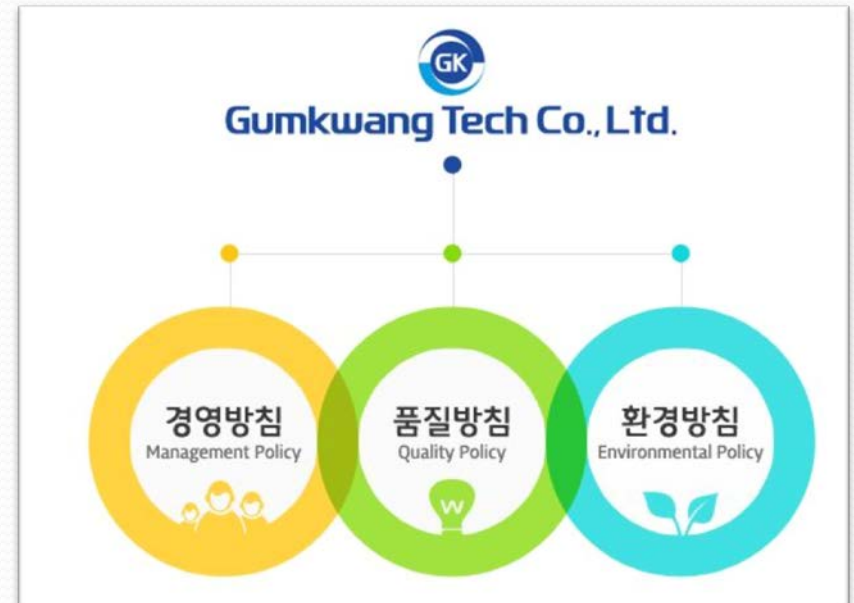 GK
Gumkwang Tech Co., Ltd.
경영방침
Management Policy
품질방침
Quality Policy
W
환경방침
Environmental Policy